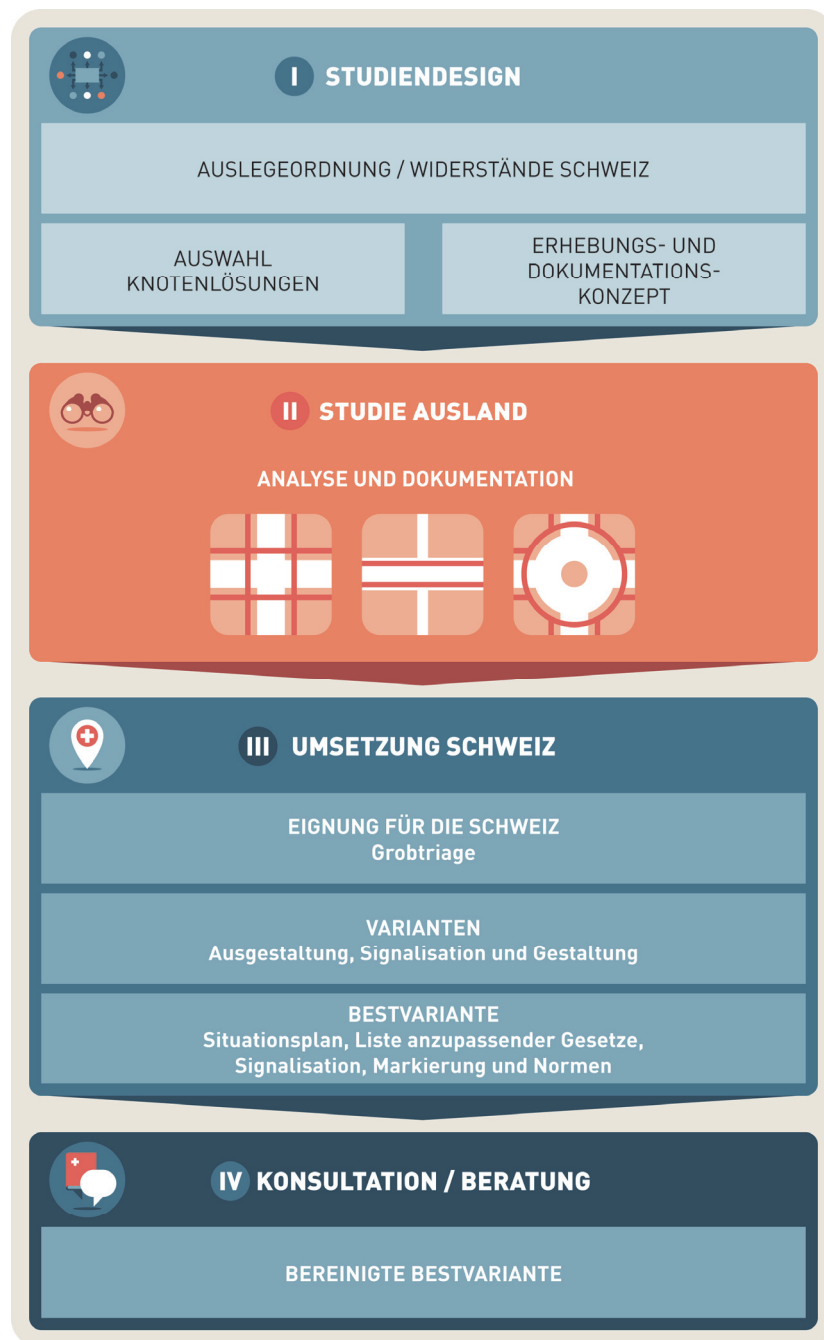 I STUDIENDESIGN
AUSLEGEORDNUNG / WIDERSTÄNDE SCHWEIZ
AUSWAHL
KNOTENLÖSUNGEN
ERHEBUNGS- UND
DOKUMENTATIONS-
KONZEPT
II STUDIE AUSLAND
ANALYSE UND DOKUMENTATION
III UMSETZUNG SCHWEIZ
EIGNUNG FÜR DIE SCHWEIZ
Grobtriage
VARIANTEN
Ausgestaltung, Signalisation und Gestaltung
BESTVARIANTE
Situationsplan, Liste anzupassender Gesetze,
Signalisation, Markierung und Normen
IV KONSULTATION / BERATUNG
BEREINIGTE BESTVARIANTE